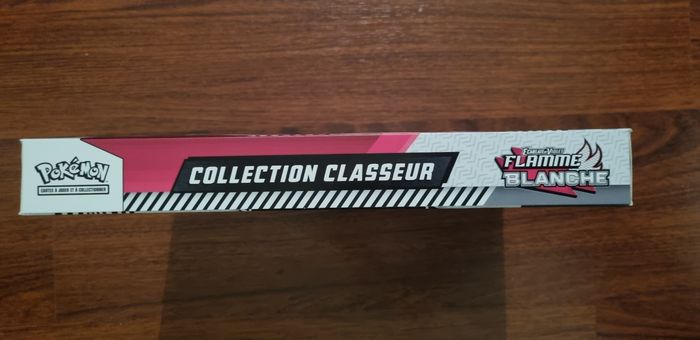 POKÉMON
CARTES À JOUER ET À COLLECTIONNER
COLLECTION CLASSEUR
ÉCARLATE ET VIOLET
FLAMME
BLANCHE